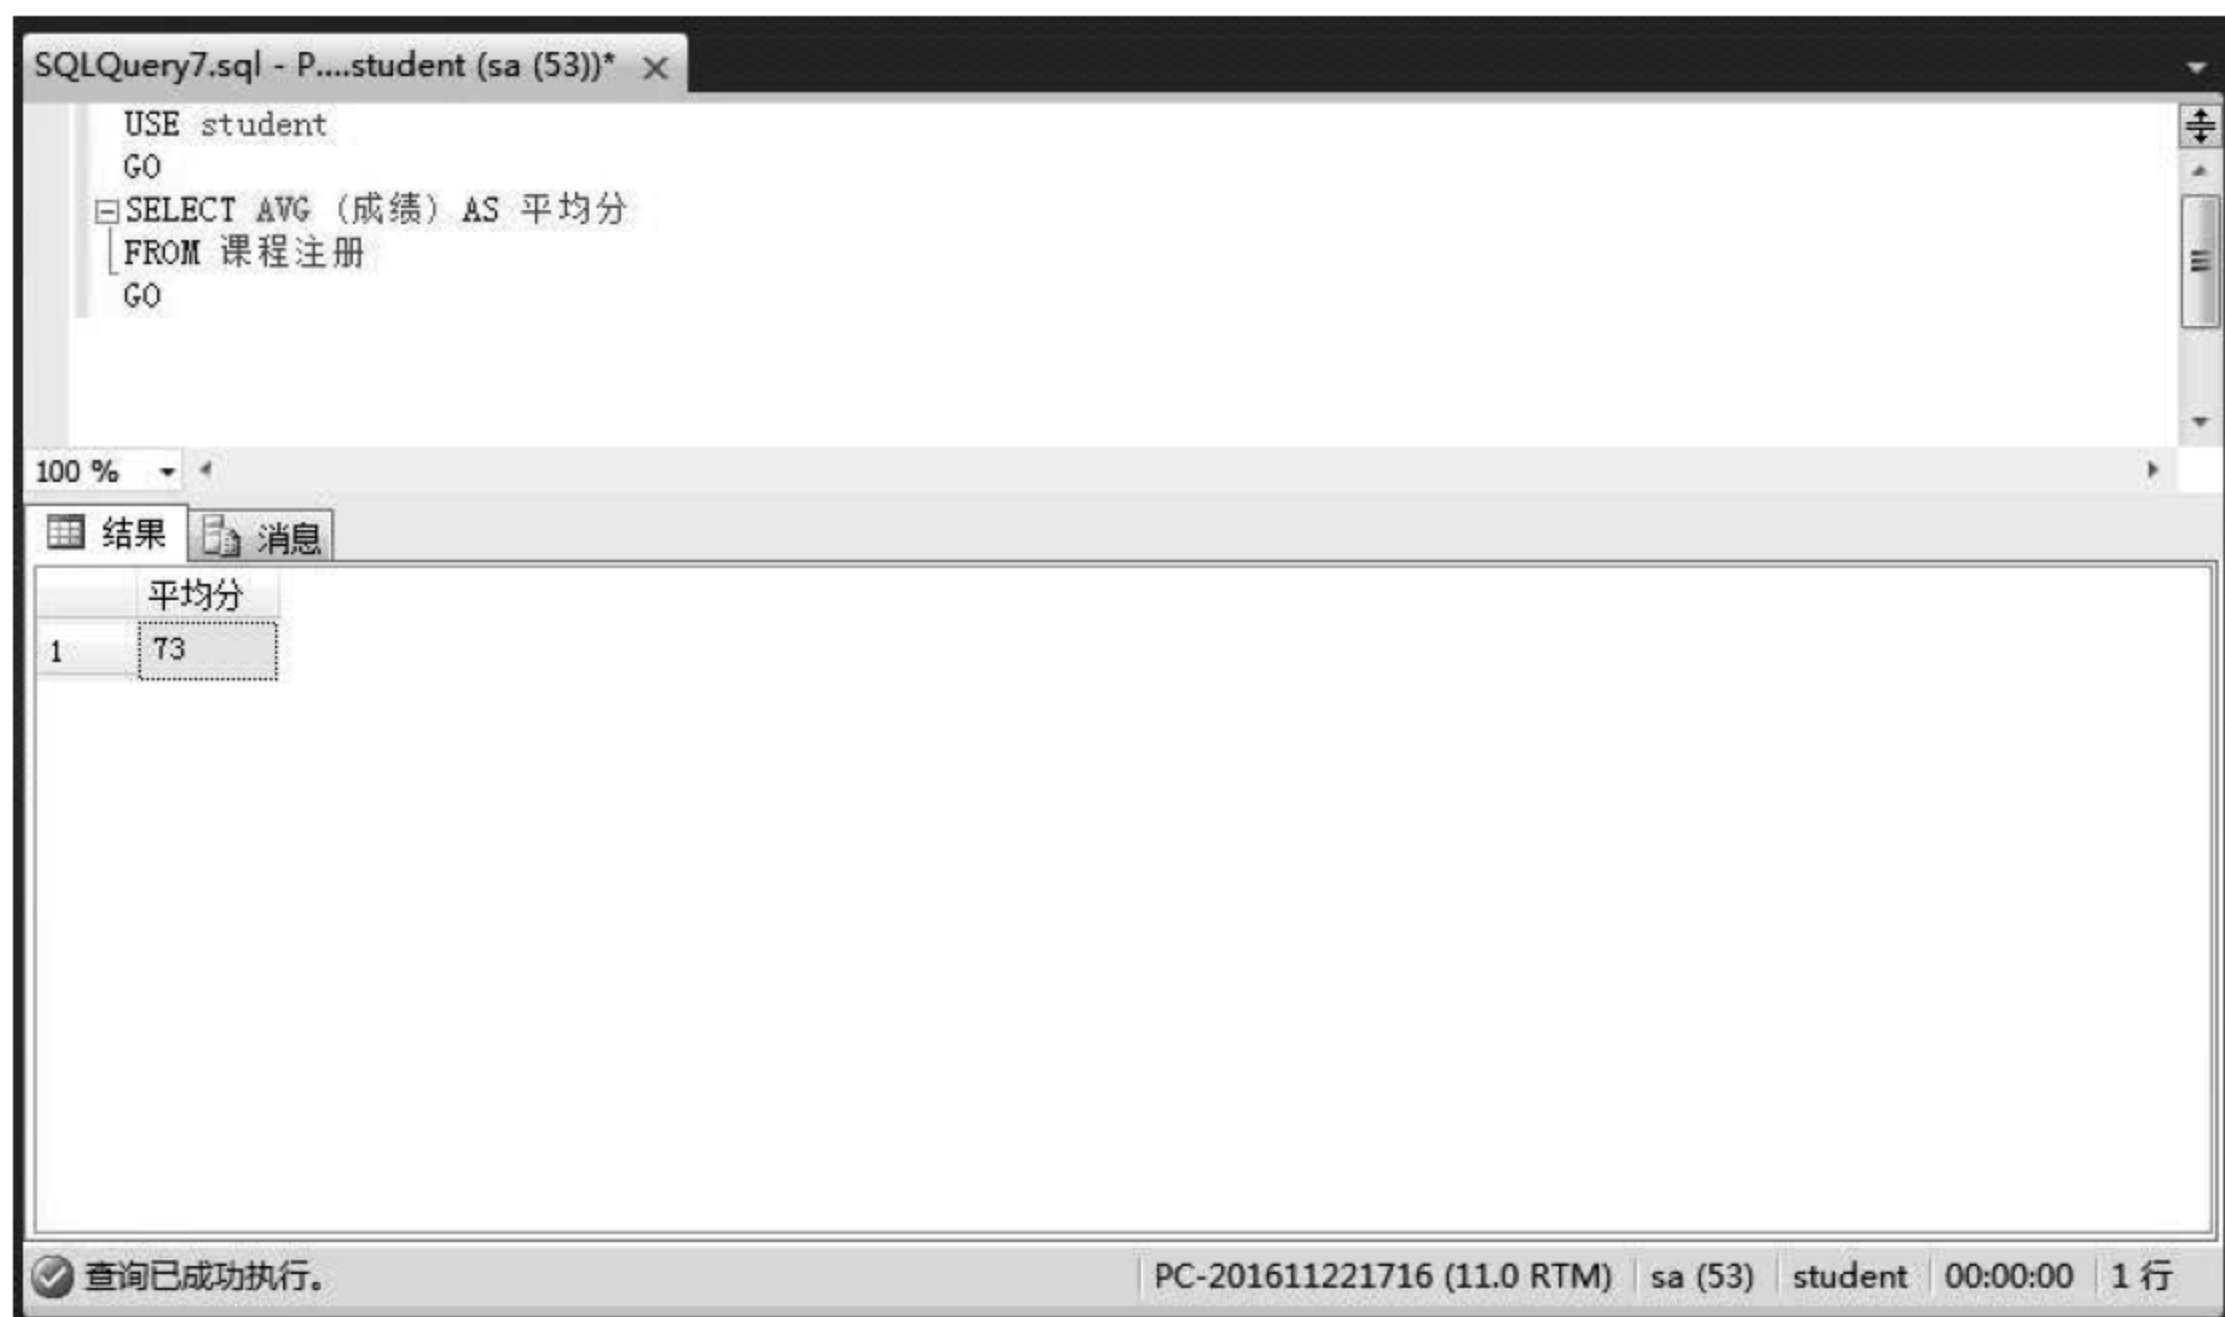 SQLQuery7.sql - P....student (sa (53))*
USE student
GO
SELECT AVG (成绩) AS 平均分
FROM 课程注册
GO
100 %
结果 消息
平均分
1 73
查询已成功执行。 PC-201611221716 (11.0 RTM) sa (53) student 00:00:00 1 行